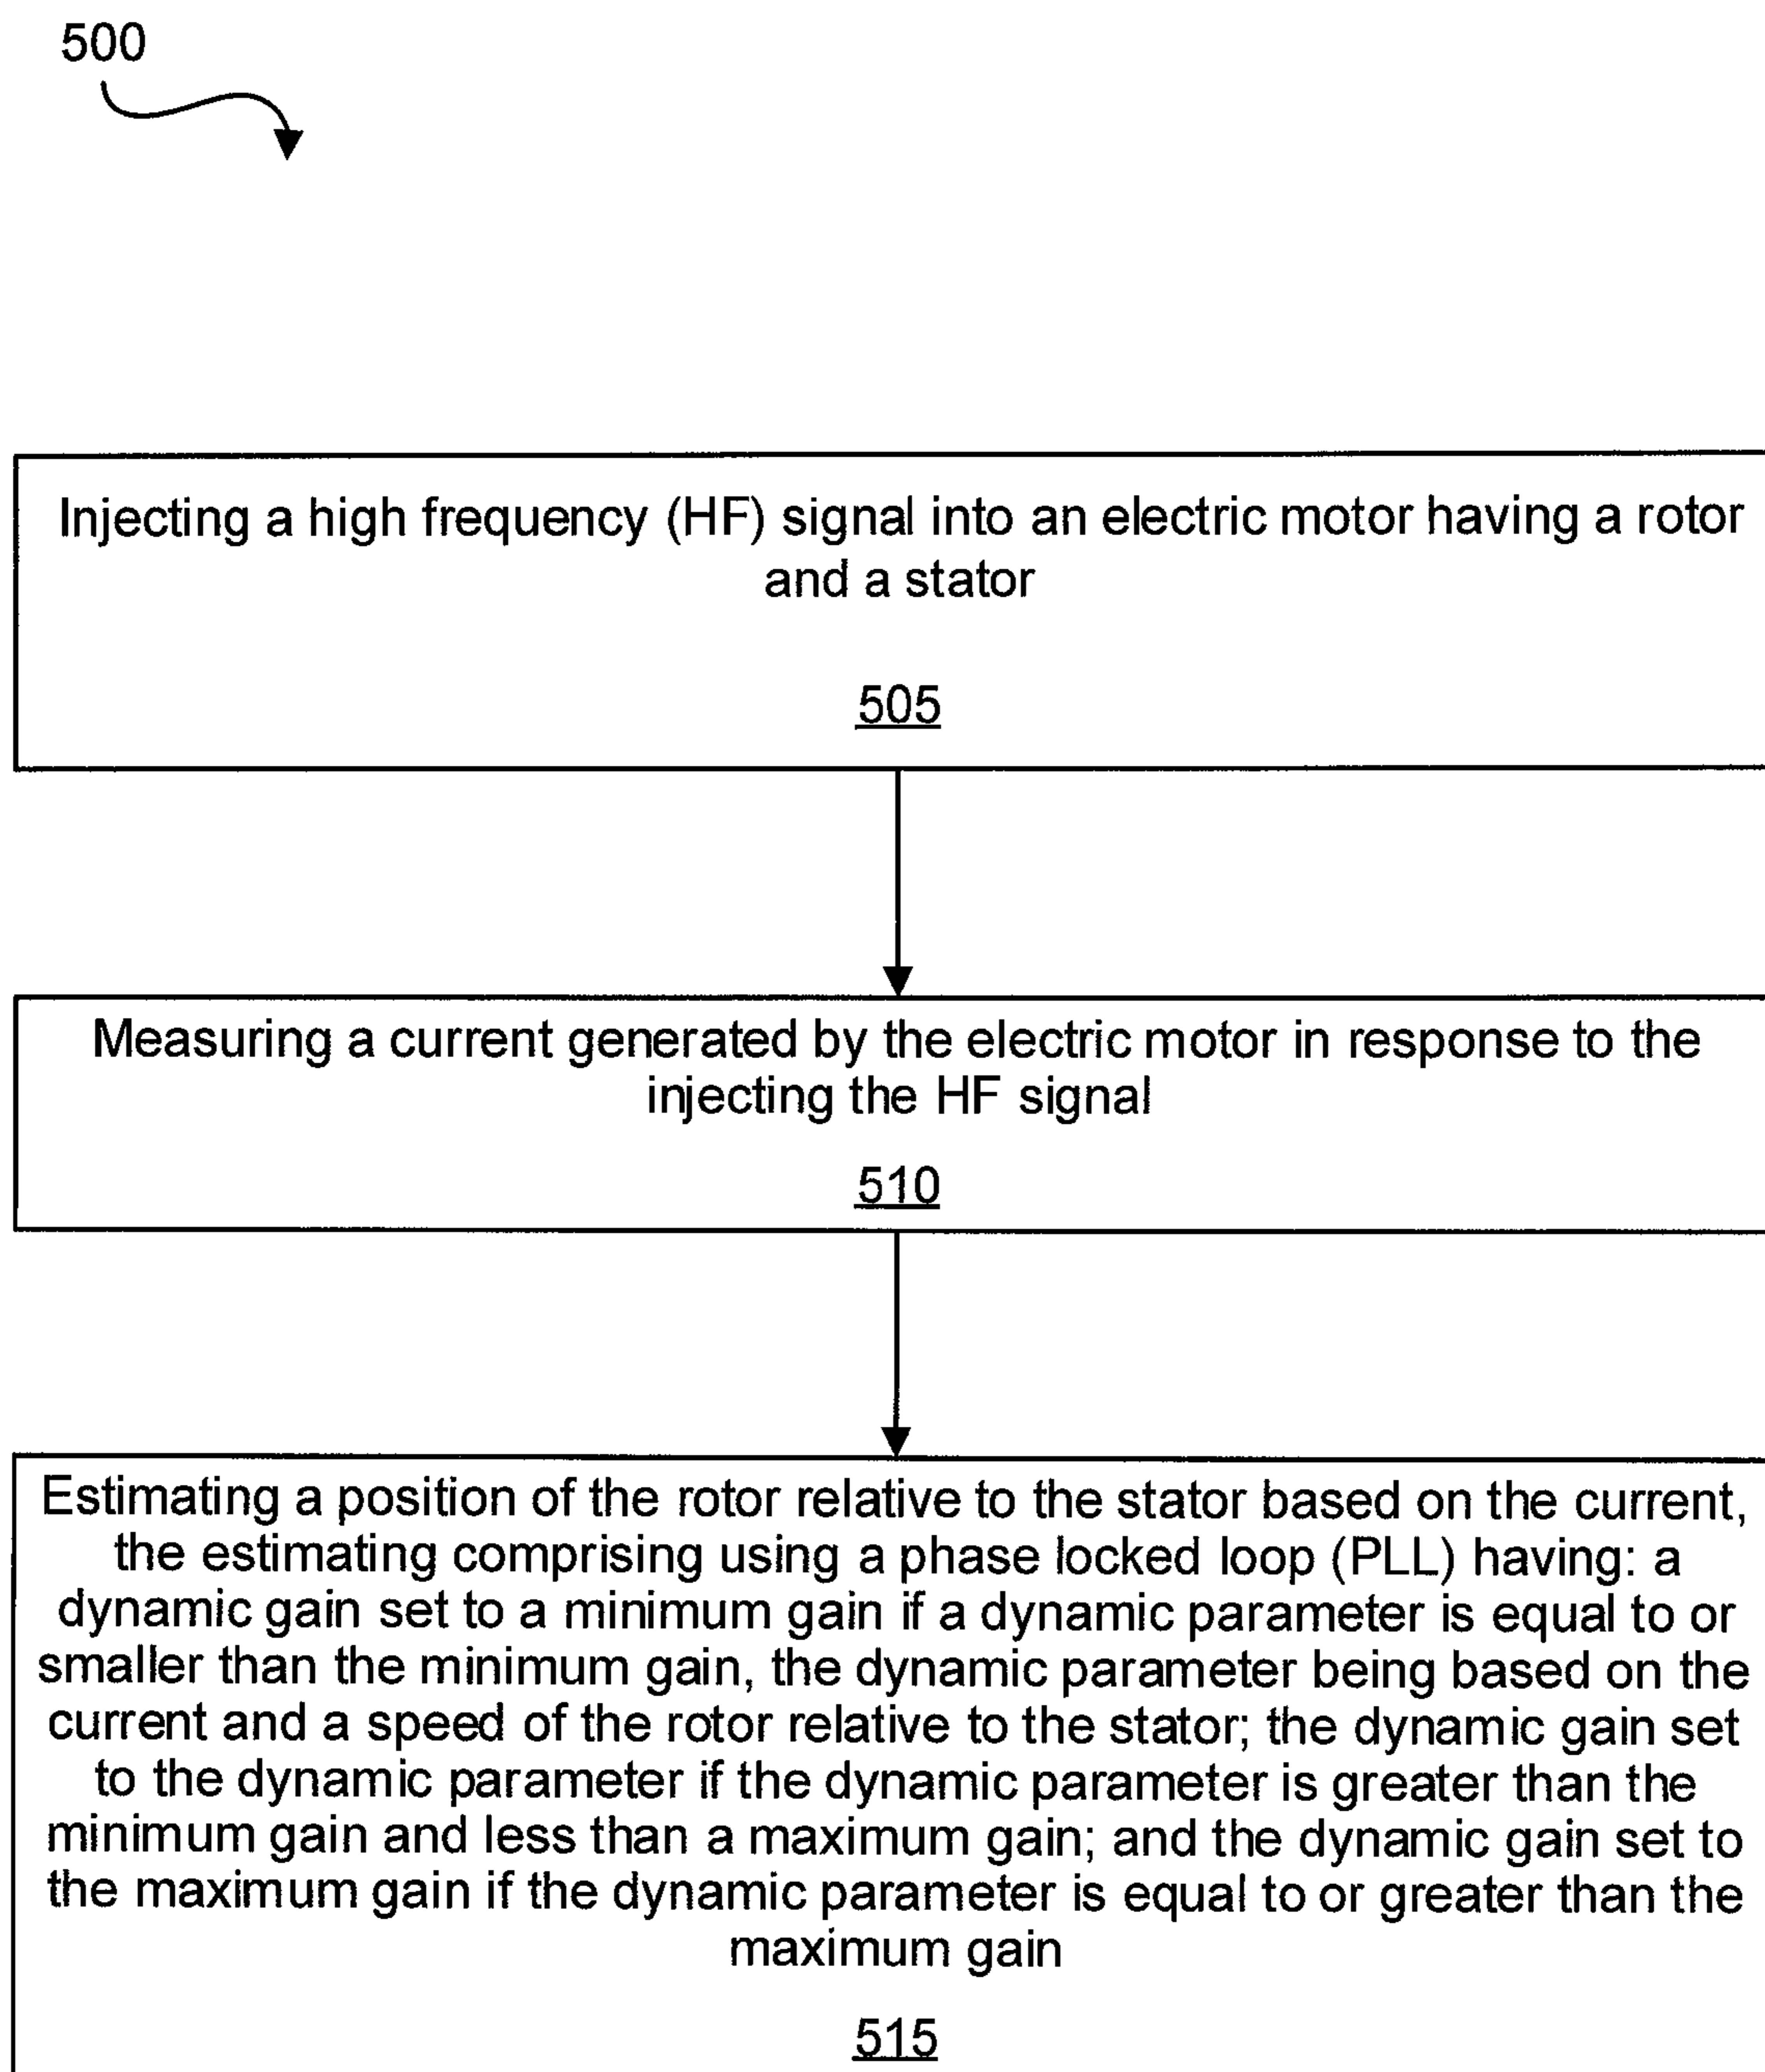 500
Injecting a high frequency (HF) signal into an electric motor having a rotor
and a stator
505
Measuring a current generated by the electric motor in response to the
injecting the HF signal
510
Estimating a position of the rotor relative to the stator based on the current,
the estimating comprising using a phase locked loop (PLL) having: a
dynamic gain set to a minimum gain if a dynamic parameter is equal to or
smaller than the minimum gain, the dynamic parameter being based on the
current and a speed of the rotor relative to the stator; the dynamic gain set
to the dynamic parameter if the dynamic parameter is greater than the
minimum gain and less than a maximum gain; and the dynamic gain set to
the maximum gain if the dynamic parameter is equal to or greater than the
maximum gain
515